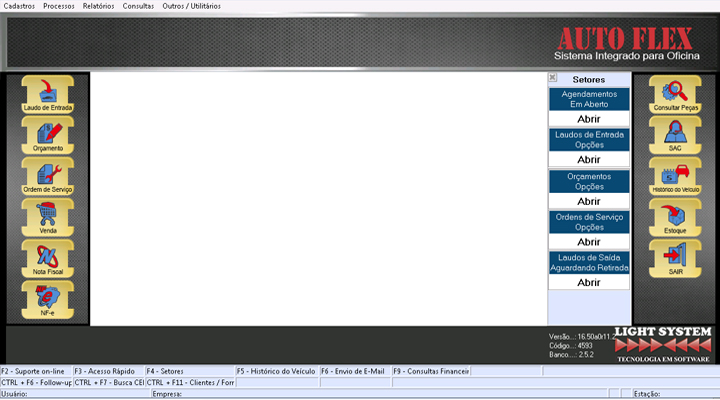 Cadastros Processos Relatórios Consultas Outros / Utilitários
AUTO FLEX
Sistema Integrado para Oficina
Laudo de Entrada
Orçamento
Ordem de Serviço
Venda
Nota Fiscal
NF-e
Setores
Agendamentos
Em Aberto
Abrir
Laudos de Entrada
Opções
Abrir
Orçamentos
Opções
Abrir
Ordens de Serviço
Opções
Abrir
Laudos de Saída
Aguardando Retirada
Abrir
Consultar Peças
SAC
Histórico do Veículo
Estoque
SAIR
Versão...: 16.50a0r11.2
Código...: 4593
Banco....: 2.5.2
LIGHT SYSTEM
TECNOLOGIA EM SOFTWARE
F2 - Suporte on-line F3 - Acesso Rápido F4 - Setores F5 - Histórico do Veículo F6 - Envio de E-Mail F9 - Consultas Financeir
CTRL + F6 - Follow-up CTRL + F7 - Busca CEI CTRL + F11 - Clientes / Forn
Usuário: Empresa: Estação: